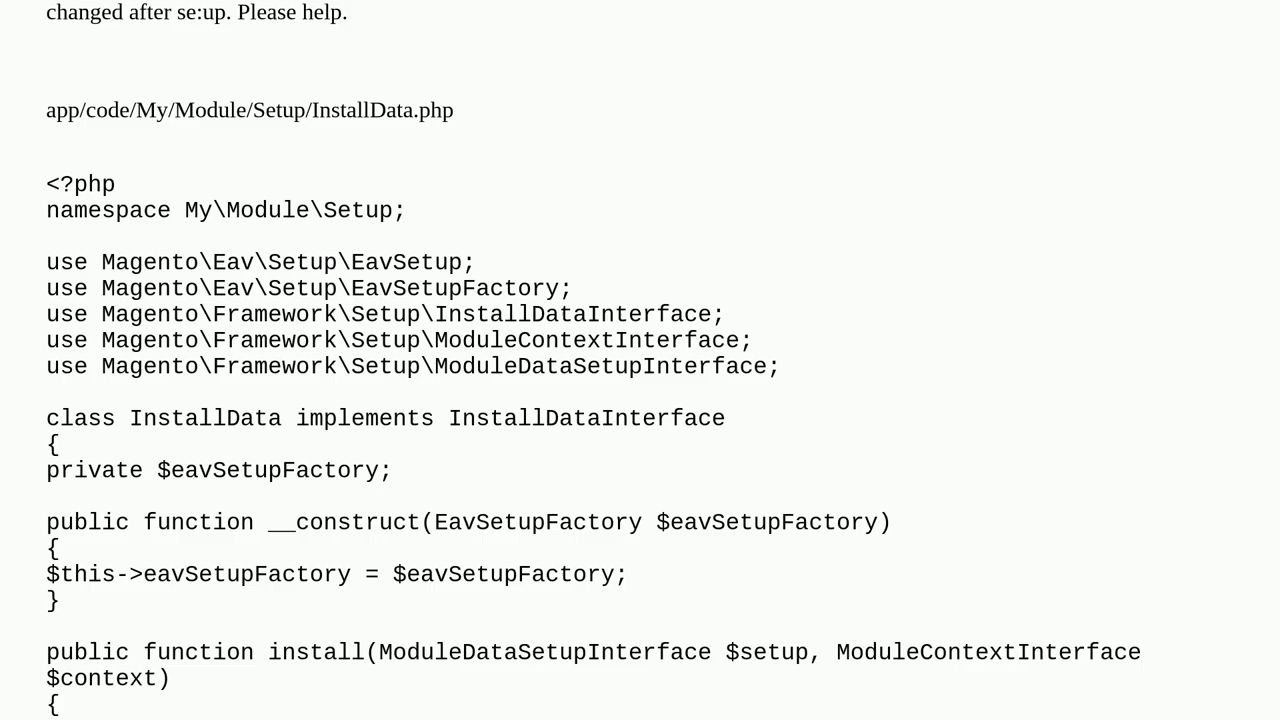 changed after se:up. Please help.
app/code/My/Module/Setup/InstallData.php
<?php
namespace My\Module\Setup;
use Magento\Eav\Setup\EavSetup;
use Magento\Eav\Setup\EavSetupFactory;
use Magento\Framework\Setup\InstallDataInterface;
use Magento\Framework\Setup\ModuleContextInterface;
use Magento\Framework\Setup\ModuleDataSetupInterface;
class InstallData implements InstallDataInterface
{
private $eavSetupFactory;
public function __construct(EavSetupFactory $eavSetupFactory)
{
$this->eavSetupFactory = $eavSetupFactory;
}
public function install(ModuleDataSetupInterface $setup, ModuleContextInterface
$context)
{